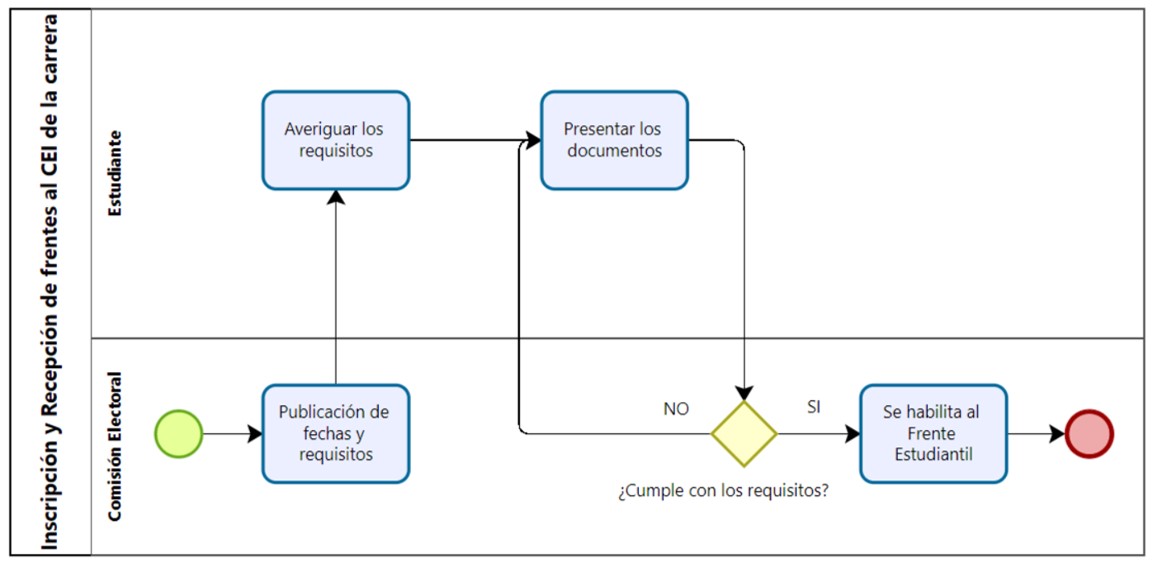 Inscripción y Recepción de frentes al CEI de la carrera
Estudiante
Averiguar los
requisitos
Presentar los
documentos
Comisión Electoral
Publicación de
fechas y
requisitos
NO
SI
¿Cumple con los requisitos?
Se habilita al
Frente
Estudiantil